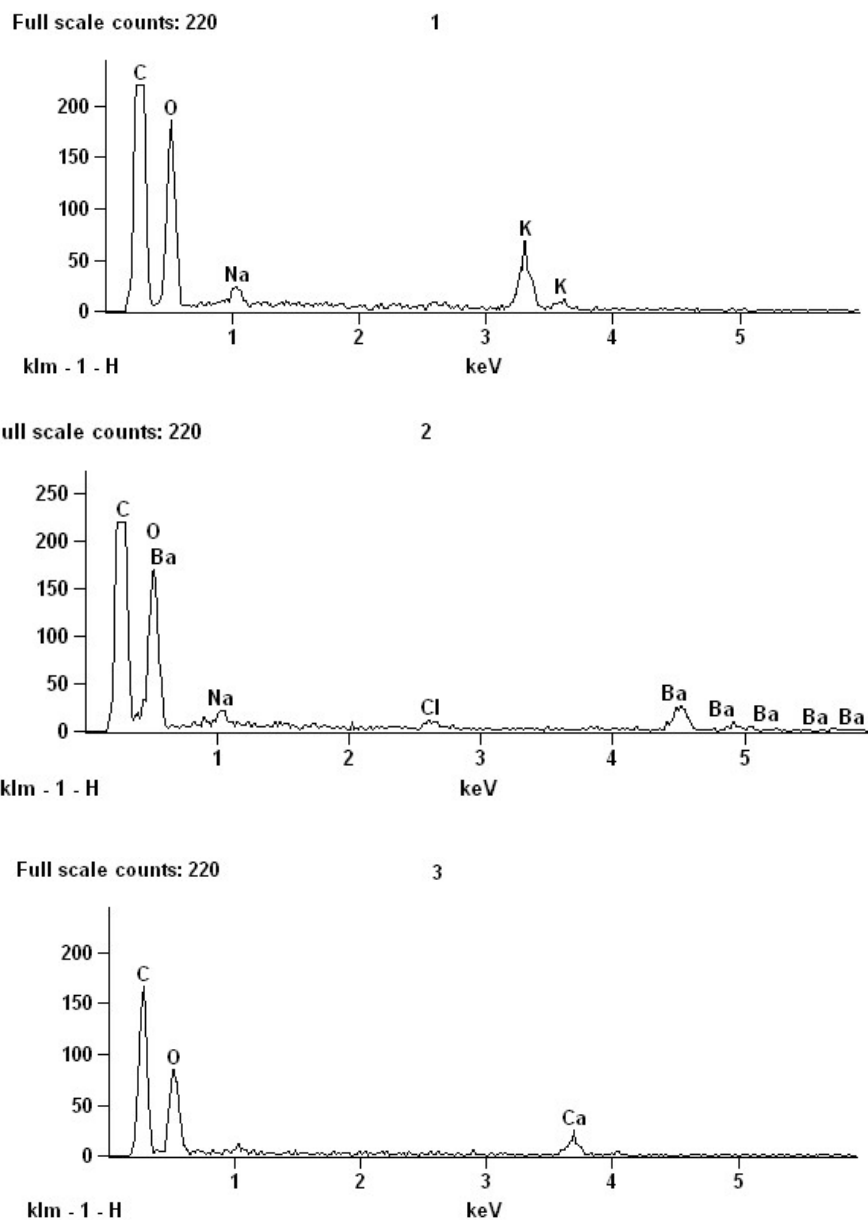 Full scale counts: 220 1
C
O
200
150
100
K
50
Na
K
0
1 2 3 4 5
klm - 1 - H keV
ull scale counts: 220 2
250
C
O
200
Ba
150
100
50
Na Cl Ba Ba Ba Ba Ba
0
1 2 3 4 5
klm - 1 - H keV
Full scale counts: 220 3
200
C
150
100
O
50
Ca
0
1 2 3 4 5
klm - 1 - H keV